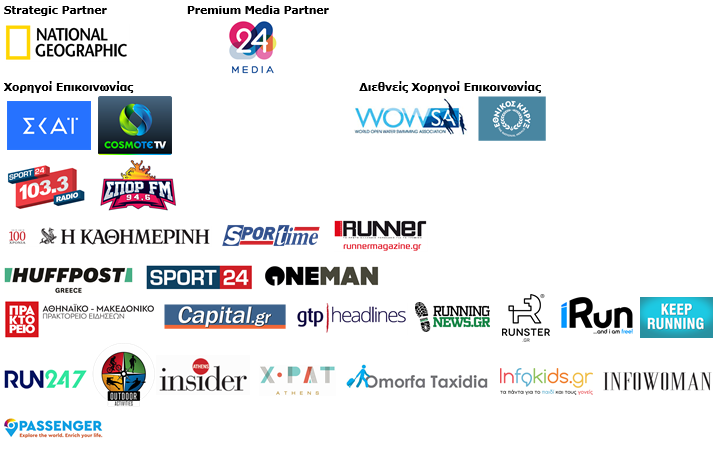 Strategic Partner
Premium Media Partner
NATIONAL
GEOGRAPHIC
24
MEDIA
Χορηγοί Επικοινωνίας
Διεθνείς Χορηγοί Επικοινωνίας
ΣΚΑΪ
COSMOTE TV
WOWSA
WORLD OPEN WATER SWIMMING ASSOCIATION
ΕΘΝΙΚΟΣ ΚΗΡΥΞ
SPORT 24
103.3
RADIO
ΣΠΟΡ FM
94.6
100
ΧΡΟΝΙΑ
Η ΚΑΘΗΜΕΡΙΝΗ
SPORTime
RUNNER
runnermagazine.gr
HUFFPOST
GREECE
SPORT 24
ONEMAN
ΠΡΑ
ΚΤΟ
ΡΕΙΟ
ΑΘΗΝΑΪΚΟ - ΜΑΚΕΔΟΝΙΚΟ
ΠΡΑΚΤΟΡΕΙΟ ΕΙΔΗΣΕΩΝ
Capital.gr
gtp headlines
RUNNING
NEWS.GR
RUNSTER
.GR
iRun
...and i am free!
KEEP
RUNNING
RUN247
OUTDOOR
ACTIVITIES
ATHENS
insider
X·PAT
ATHENS
Omorfa Taxidia
Infokids.gr
τα πάντα για το παιδί και τους γονείς
INFOWOMAN
PASSENGER
Explore the world. Enrich your life.